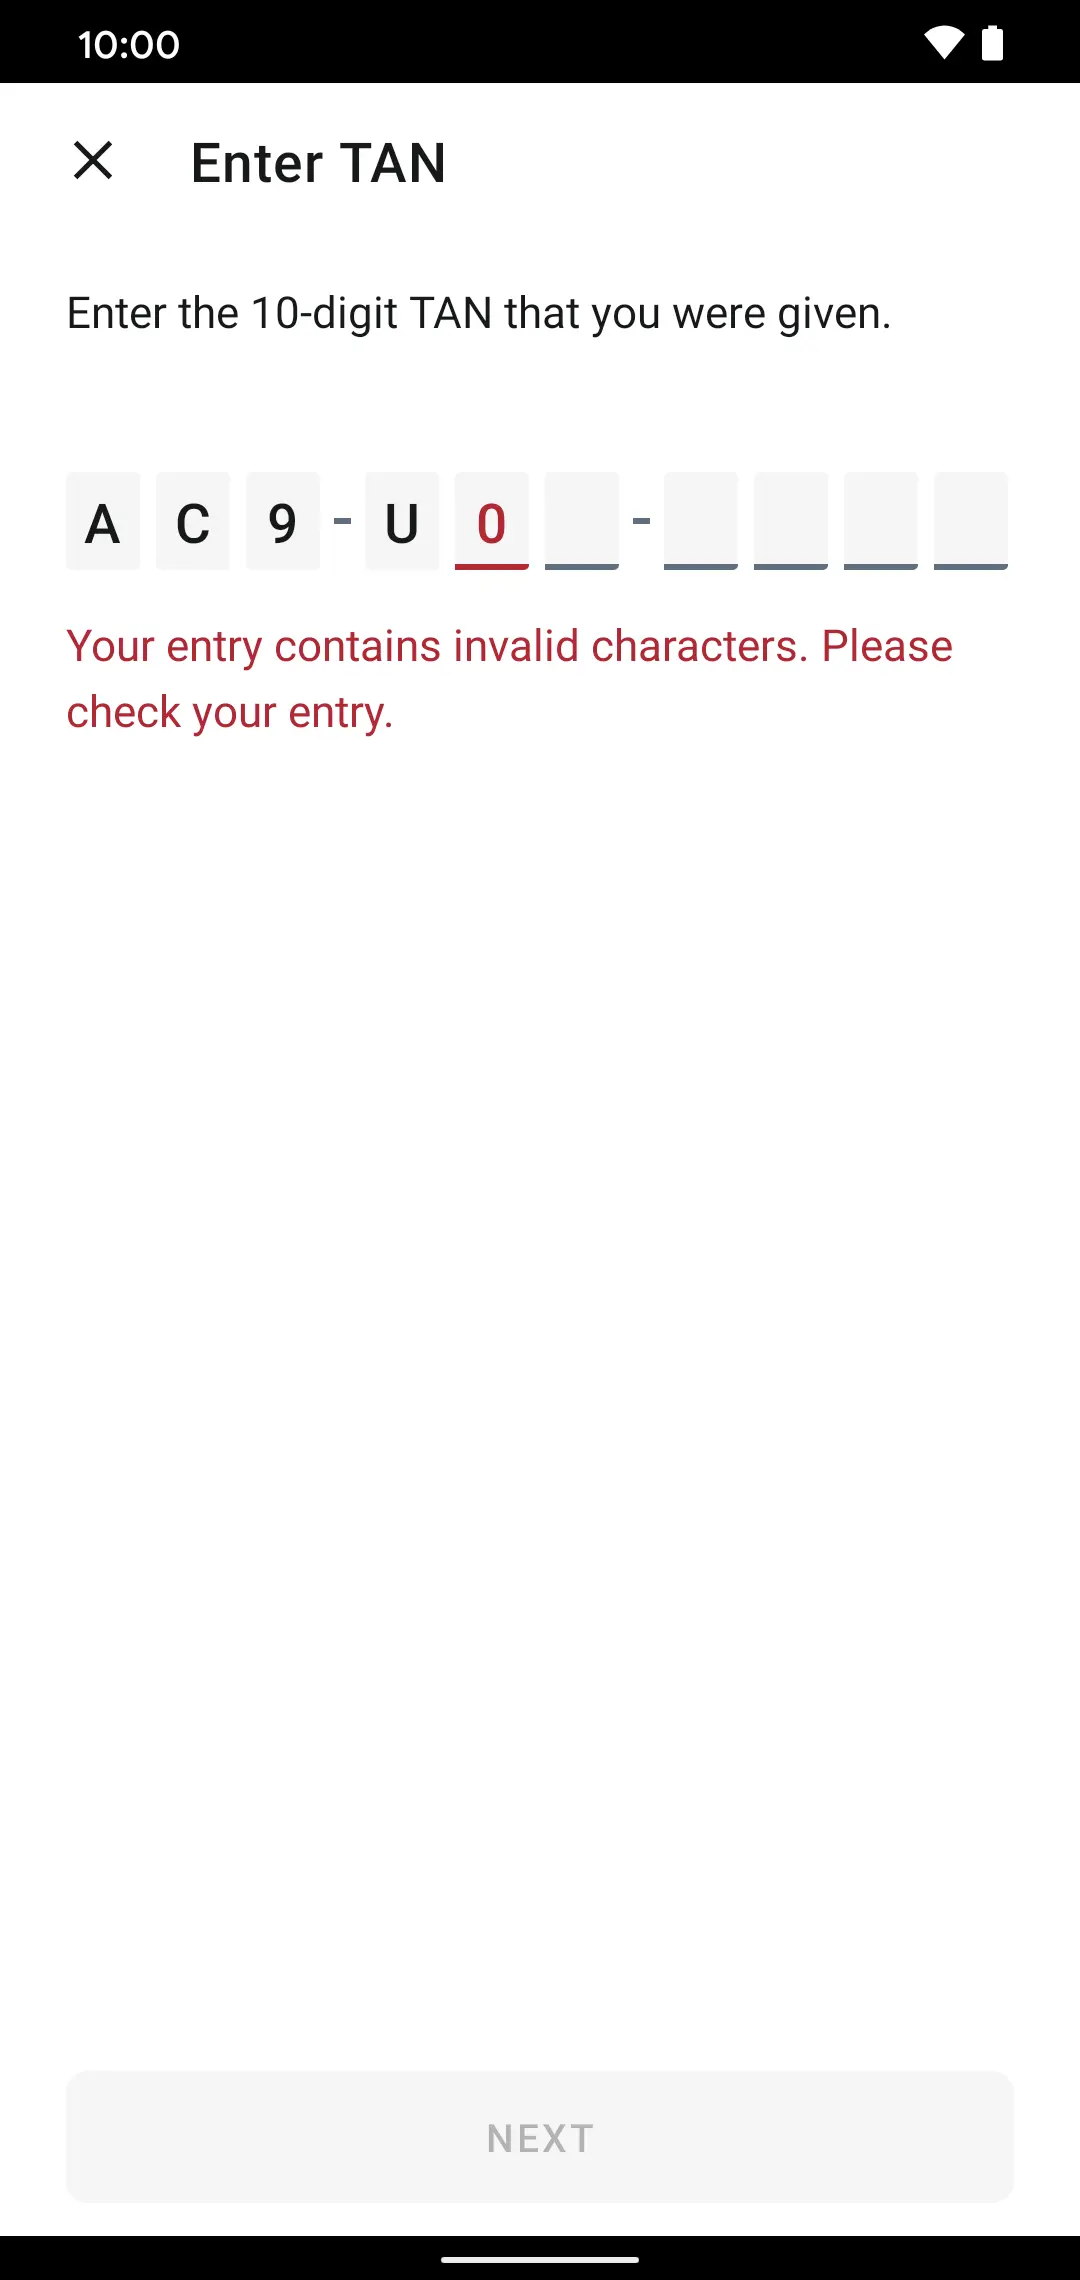 10:00
Enter TAN
Enter the 10-digit TAN that you were given.
A C 9 - U 0 -
Your entry contains invalid characters. Please
check your entry.
NEXT